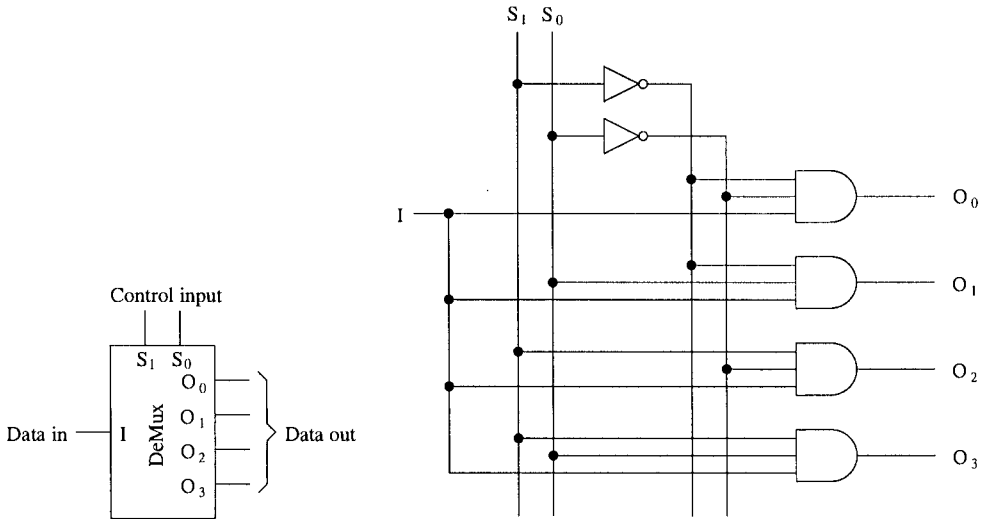 S1 S0
I
O0
O1
O2
O3
Control input
S1 S0
O0
Data in
I
DeMux
O1
O2
O3
Data out